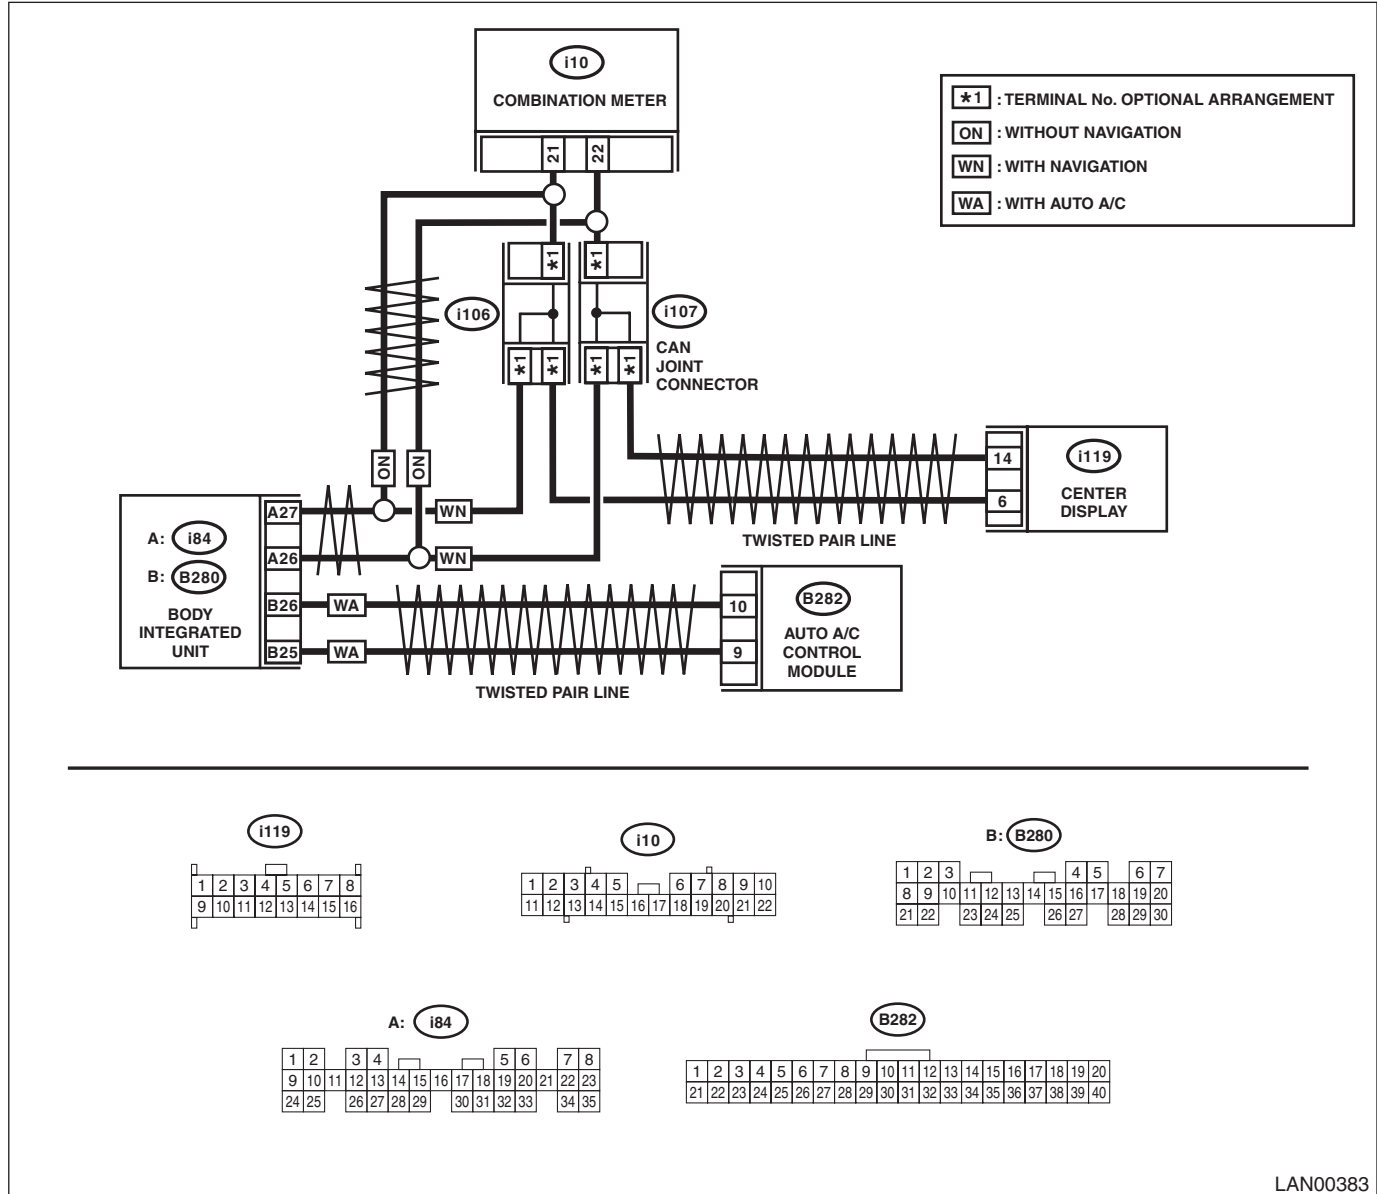 i10
COMBINATION METER
21 22
*1 : TERMINAL No. OPTIONAL ARRANGEMENT
ON : WITHOUT NAVIGATION
WN : WITH NAVIGATION
WA : WITH AUTO A/C
*1 *1
i106
i107
CAN
JOINT
CONNECTOR
*1 *1 *1 *1
ON ON
14
6
i119
CENTER
DISPLAY
TWISTED PAIR LINE
A: i84
B: B280
BODY
INTEGRATED
UNIT
A27 WN
A26 WN
B26 WA
B25 WA
10
9
B282
AUTO A/C
CONTROL
MODULE
TWISTED PAIR LINE
i119
1 2 3 4 5 6 7 8
9 10 11 12 13 14 15 16
i10
1 2 3 4 5 6 7 8 9 10
11 12 13 14 15 16 17 18 19 20 21 22
B: B280
1 2 3 4 5 6 7
8 9 10 11 12 13 14 15 16 17 18 19 20
21 22 23 24 25 26 27 28 29 30
A: i84
1 2 3 4 5 6 7 8
9 10 11 12 13 14 15 16 17 18 19 20 21 22 23
24 25 26 27 28 29 30 31 32 33 34 35
B282
1 2 3 4 5 6 7 8 9 10 11 12 13 14 15 16 17 18 19 20
21 22 23 24 25 26 27 28 29 30 31 32 33 34 35 36 37 38 39 40
LAN00383